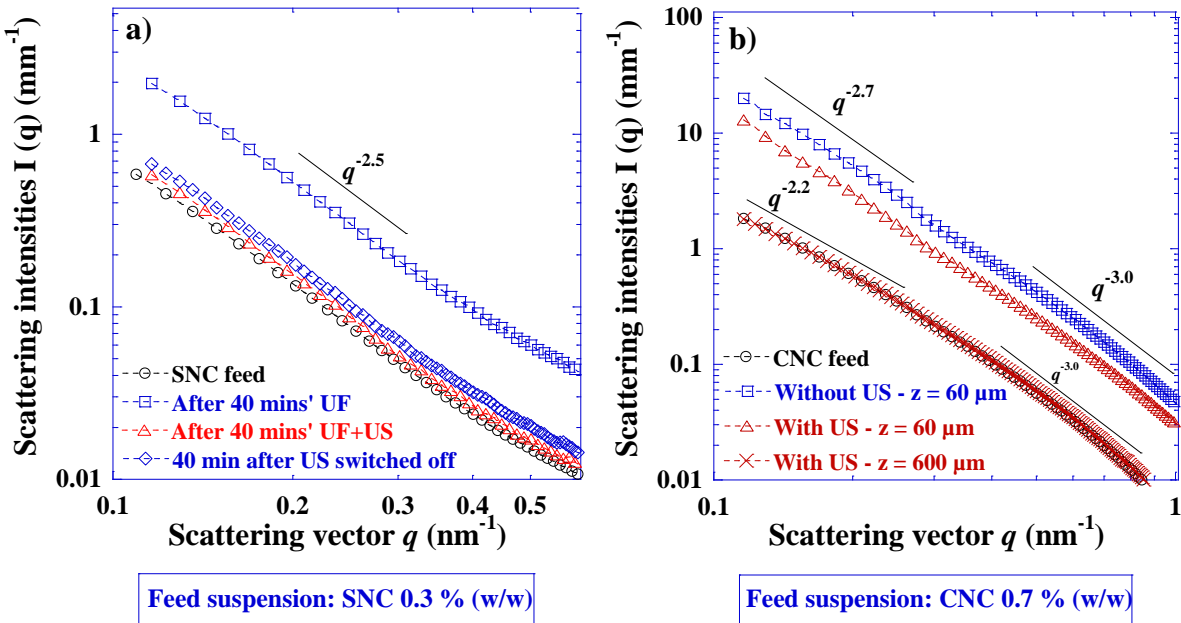 a)
Scattering intensities I (q) (mm⁻¹)
1
0.1
0.01
q⁻²·⁵
SNC feed
After 40 mins' UF
After 40 mins' UF+US
40 min after US switched off
0.1
0.2
0.3
0.4
0.5
Scattering vector q (nm⁻¹)
Feed suspension: SNC 0.3 % (w/w)
b)
Scattering intensities I (q) (mm⁻¹)
100
10
1
0.1
0.01
q⁻²·⁷
q⁻²·²
q⁻³·⁰
q⁻³·⁰
CNC feed
Without US - z = 60 µm
With US - z = 60 µm
With US - z = 600 µm
0.1
1
Scattering vector q (nm⁻¹)
Feed suspension: CNC 0.7 % (w/w)